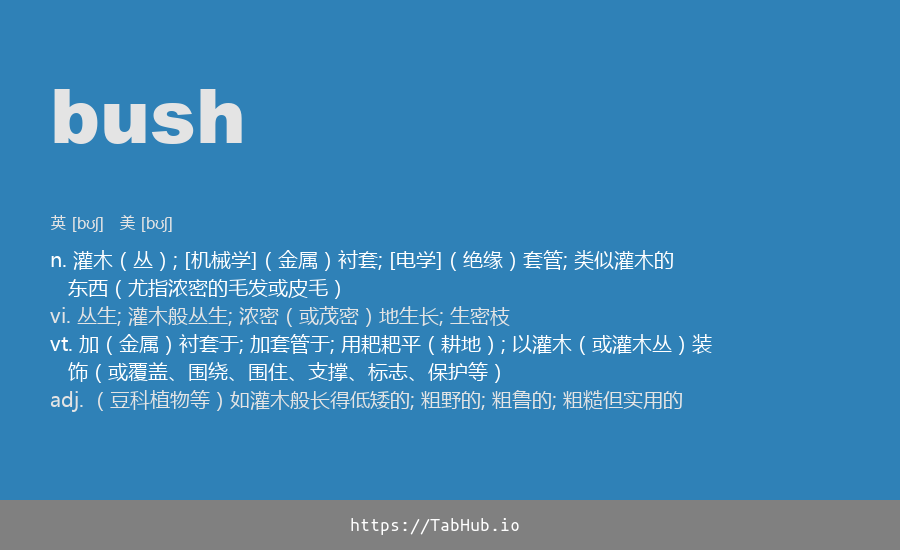 bush
英 [bʊʃ] 美 [bʊʃ]
n. 灌木（丛）; [机械学]（金属）衬套; [电学]（绝缘）套管; 类似灌木的
东西（尤指浓密的毛发或皮毛）
vi. 丛生; 灌木般丛生; 浓密（或茂密）地生长; 生密枝
vt. 加（金属）衬套于; 加套管于; 用耙耙平（耕地）; 以灌木（或灌木丛）装
饰（或覆盖、围绕、围住、支撑、标志、保护等）
adj. （豆科植物等）如灌木般长得低矮的; 粗野的; 粗鲁的; 粗糙但实用的
https://TabHub.io